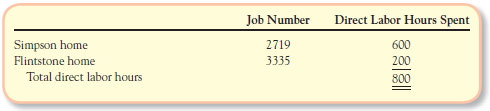 Job Number Direct Labor Hours Spent
Simpson home 2719 600
Flintstone home 3335 200
Total direct labor hours 800